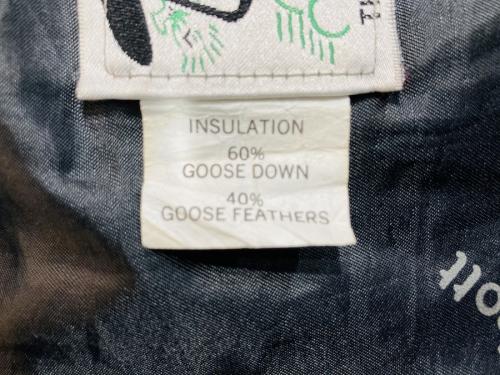 INSULATION
60%
GOOSE DOWN
40%
GOOSE FEATHERS